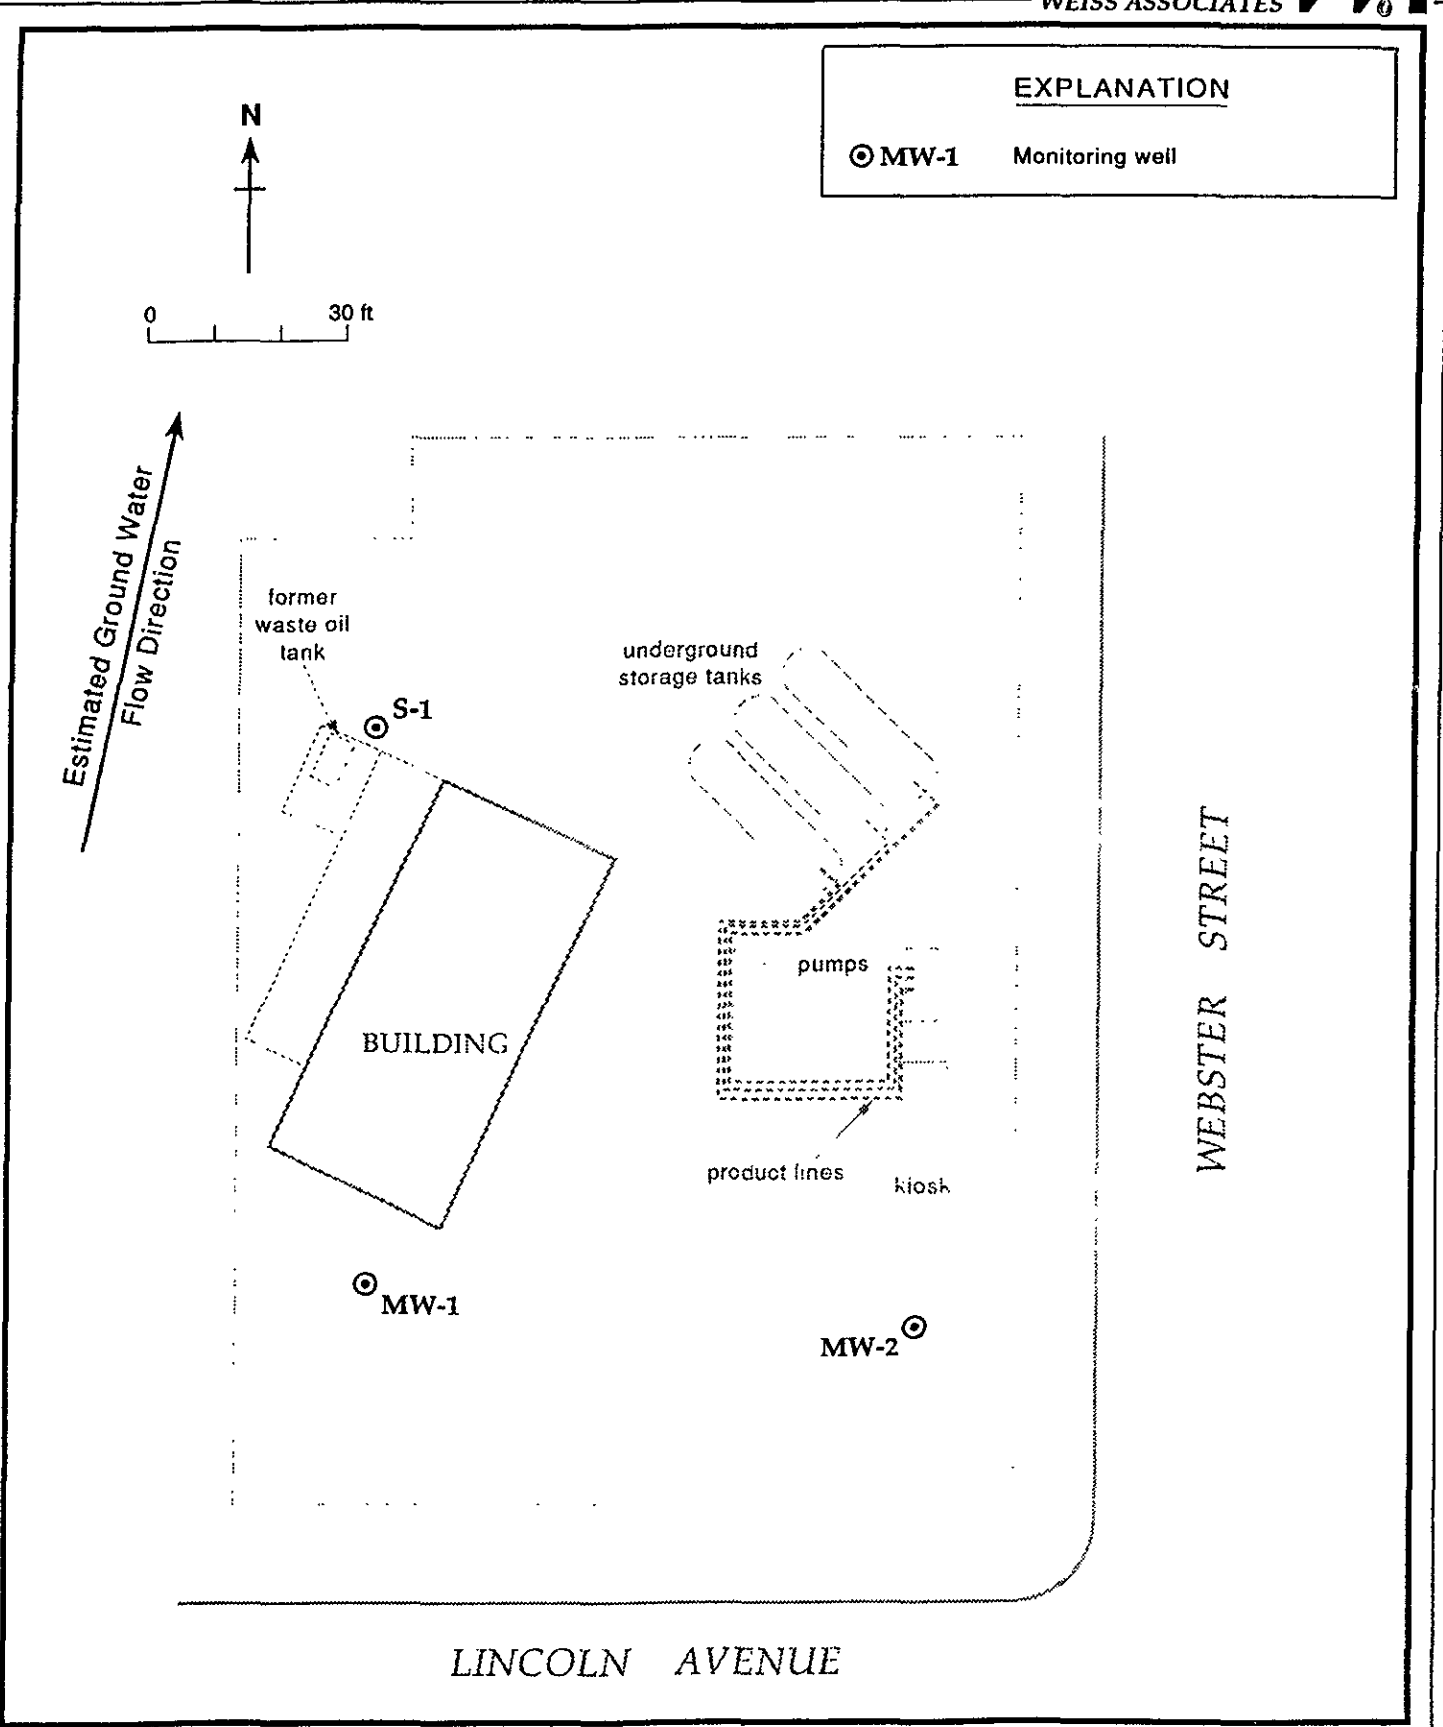 WEISS ASSOCIATES
EXPLANATION
MW-1 Monitoring well
N
0 30 ft
Estimated Ground Water
Flow Direction
former
waste oil
tank
S-1
underground
storage tanks
pumps
BUILDING
product lines
kiosk
MW-1
MW-2
WEBSTER STREET
LINCOLN AVENUE